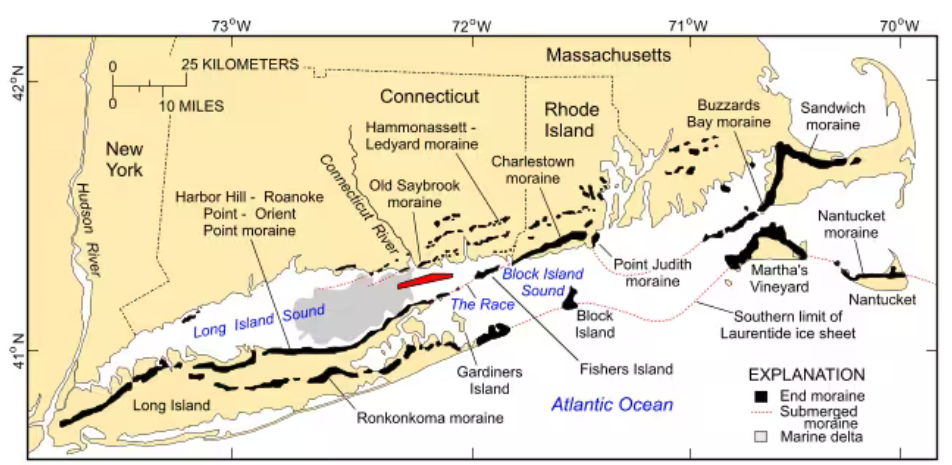 73°W
72°W
71°W
70°W
42°N
41°N
0
25 KILOMETERS
0
10 MILES
Massachusetts
Connecticut
Rhode
Island
New
York
Hudson River
Connecticut River
Hammonassett -
Ledyard moraine
Charlestown
moraine
Buzzards
Bay moraine
Sandwich
moraine
Old Saybrook
moraine
Harbor Hill - Roanoke
Point - Orient
Point moraine
Nantucket
moraine
Point Judith
moraine
Martha's
Vineyard
Nantucket
Block Island
Sound
The Race
Long Island Sound
Block
Island
Southern limit of
Laurentide ice sheet
Gardiners
Island
Fishers Island
Long Island
Ronkonkoma moraine
Atlantic Ocean
EXPLANATION
End moraine
Submerged
moraine
Marine delta